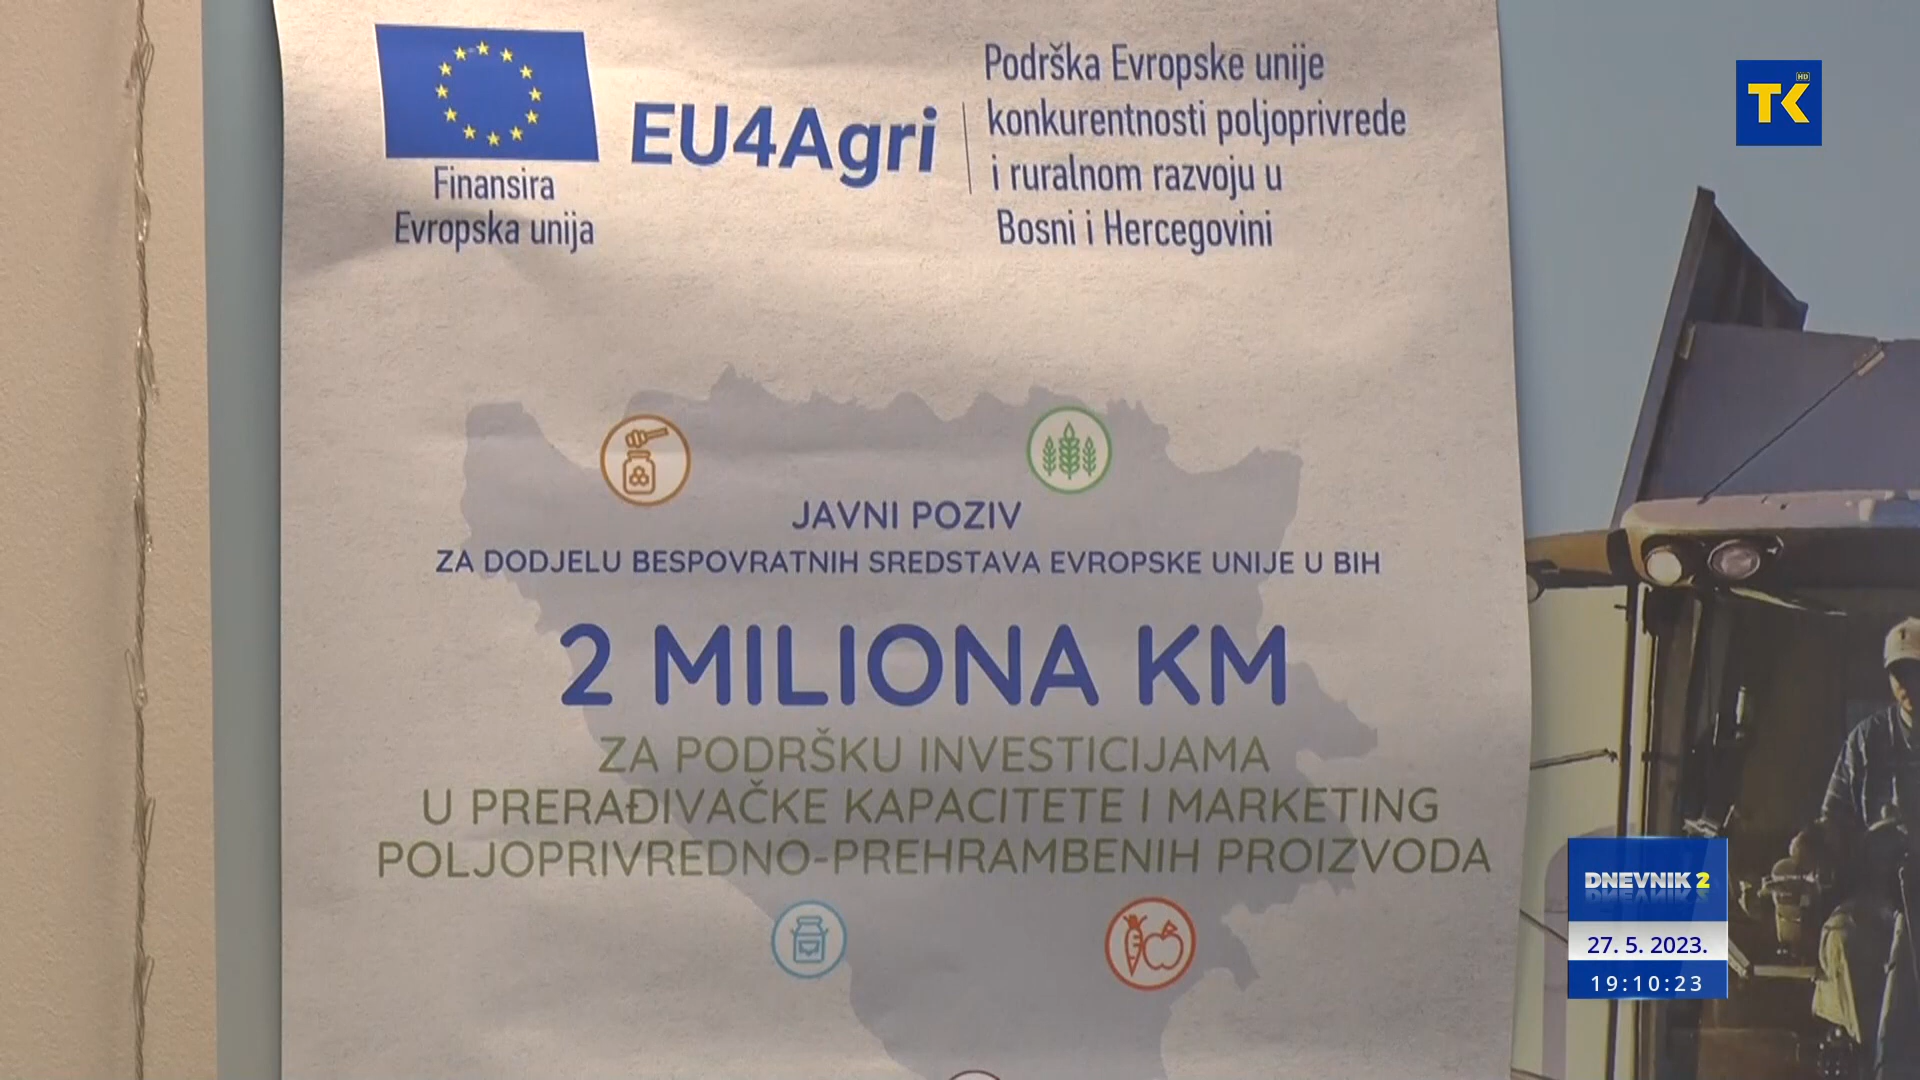 Finansira
Evropska unija
EU4Agri
Podrška Evropske unije
konkurentnosti poljoprivrede
i ruralnom razvoju u
Bosni i Hercegovini
TK
HD
JAVNI POZIV
ZA DODJELU BESPOVRATNIH SREDSTAVA EVROPSKE UNIJE U BIH
2 MILIONA KM
ZA PODRŠKU INVESTICIJAMA
U PRERAĐIVAČKE KAPACITETE I MARKETING
POLJOPRIVREDNO-PREHRAMBENIH PROIZVODA
DNEVNIK 2
27. 5. 2023.
19:10:23